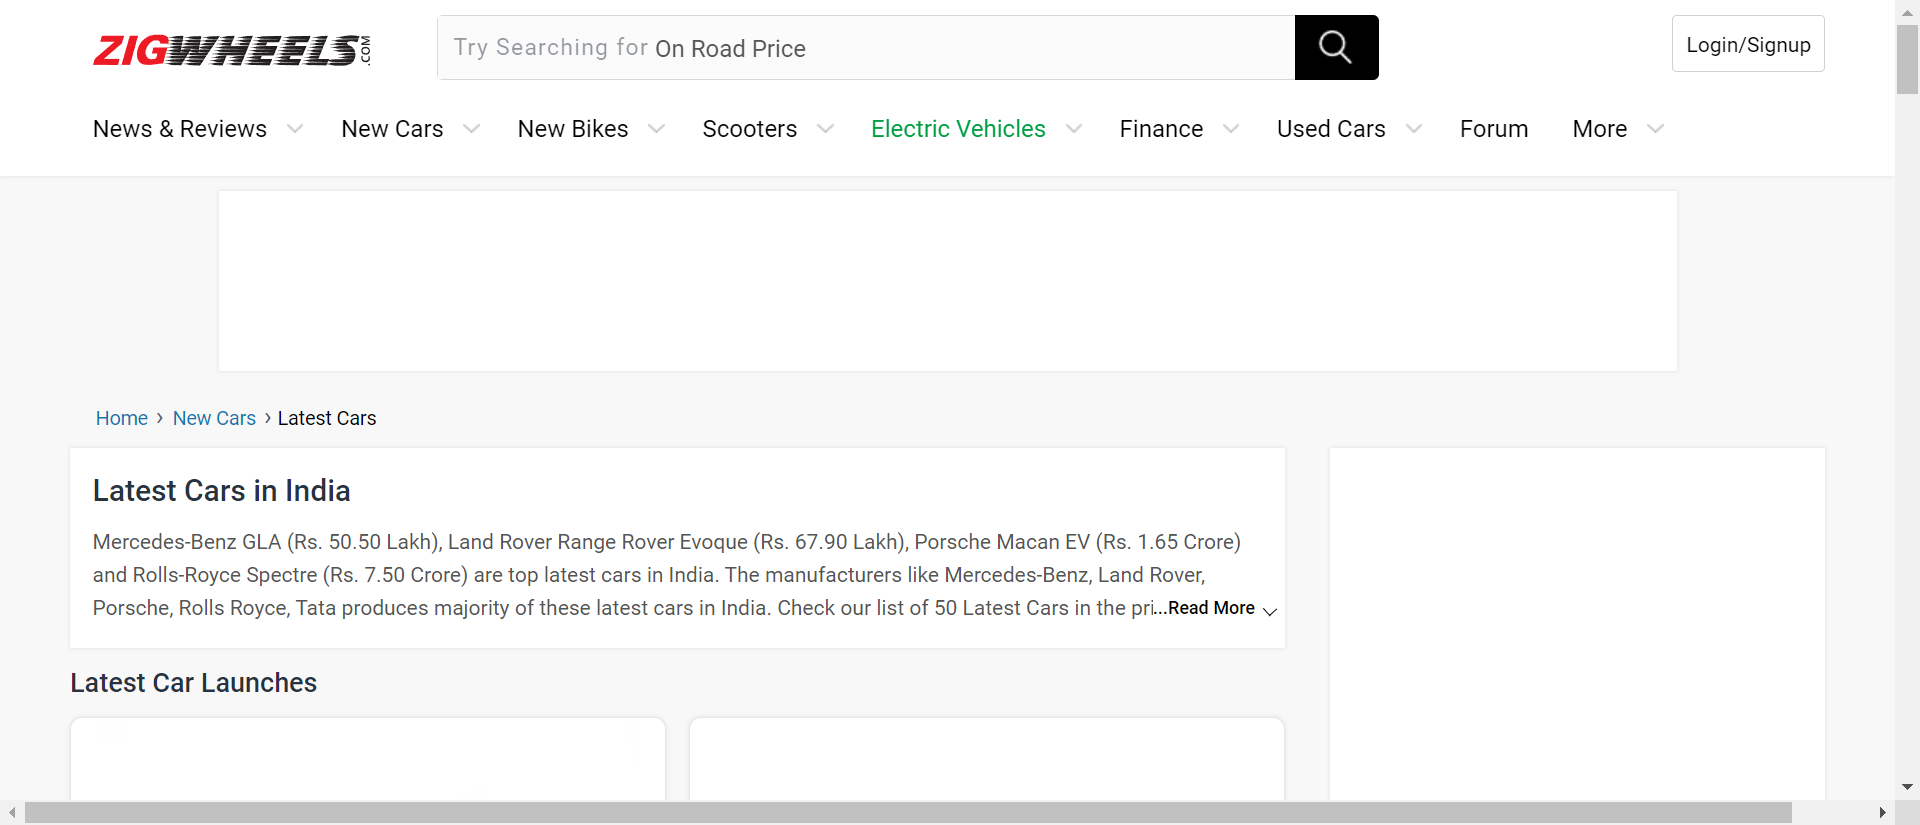 ZIGWHEELS.COM
Try Searching for On Road Price
Login/Signup
News & Reviews New Cars New Bikes Scooters Electric Vehicles Finance Used Cars Forum More
Home › New Cars › Latest Cars
Latest Cars in India
Mercedes-Benz GLA (Rs. 50.50 Lakh), Land Rover Range Rover Evoque (Rs. 67.90 Lakh), Porsche Macan EV (Rs. 1.65 Crore)
and Rolls-Royce Spectre (Rs. 7.50 Crore) are top latest cars in India. The manufacturers like Mercedes-Benz, Land Rover,
Porsche, Rolls Royce, Tata produces majority of these latest cars in India. Check our list of 50 Latest Cars in the pri...Read More
Latest Car Launches